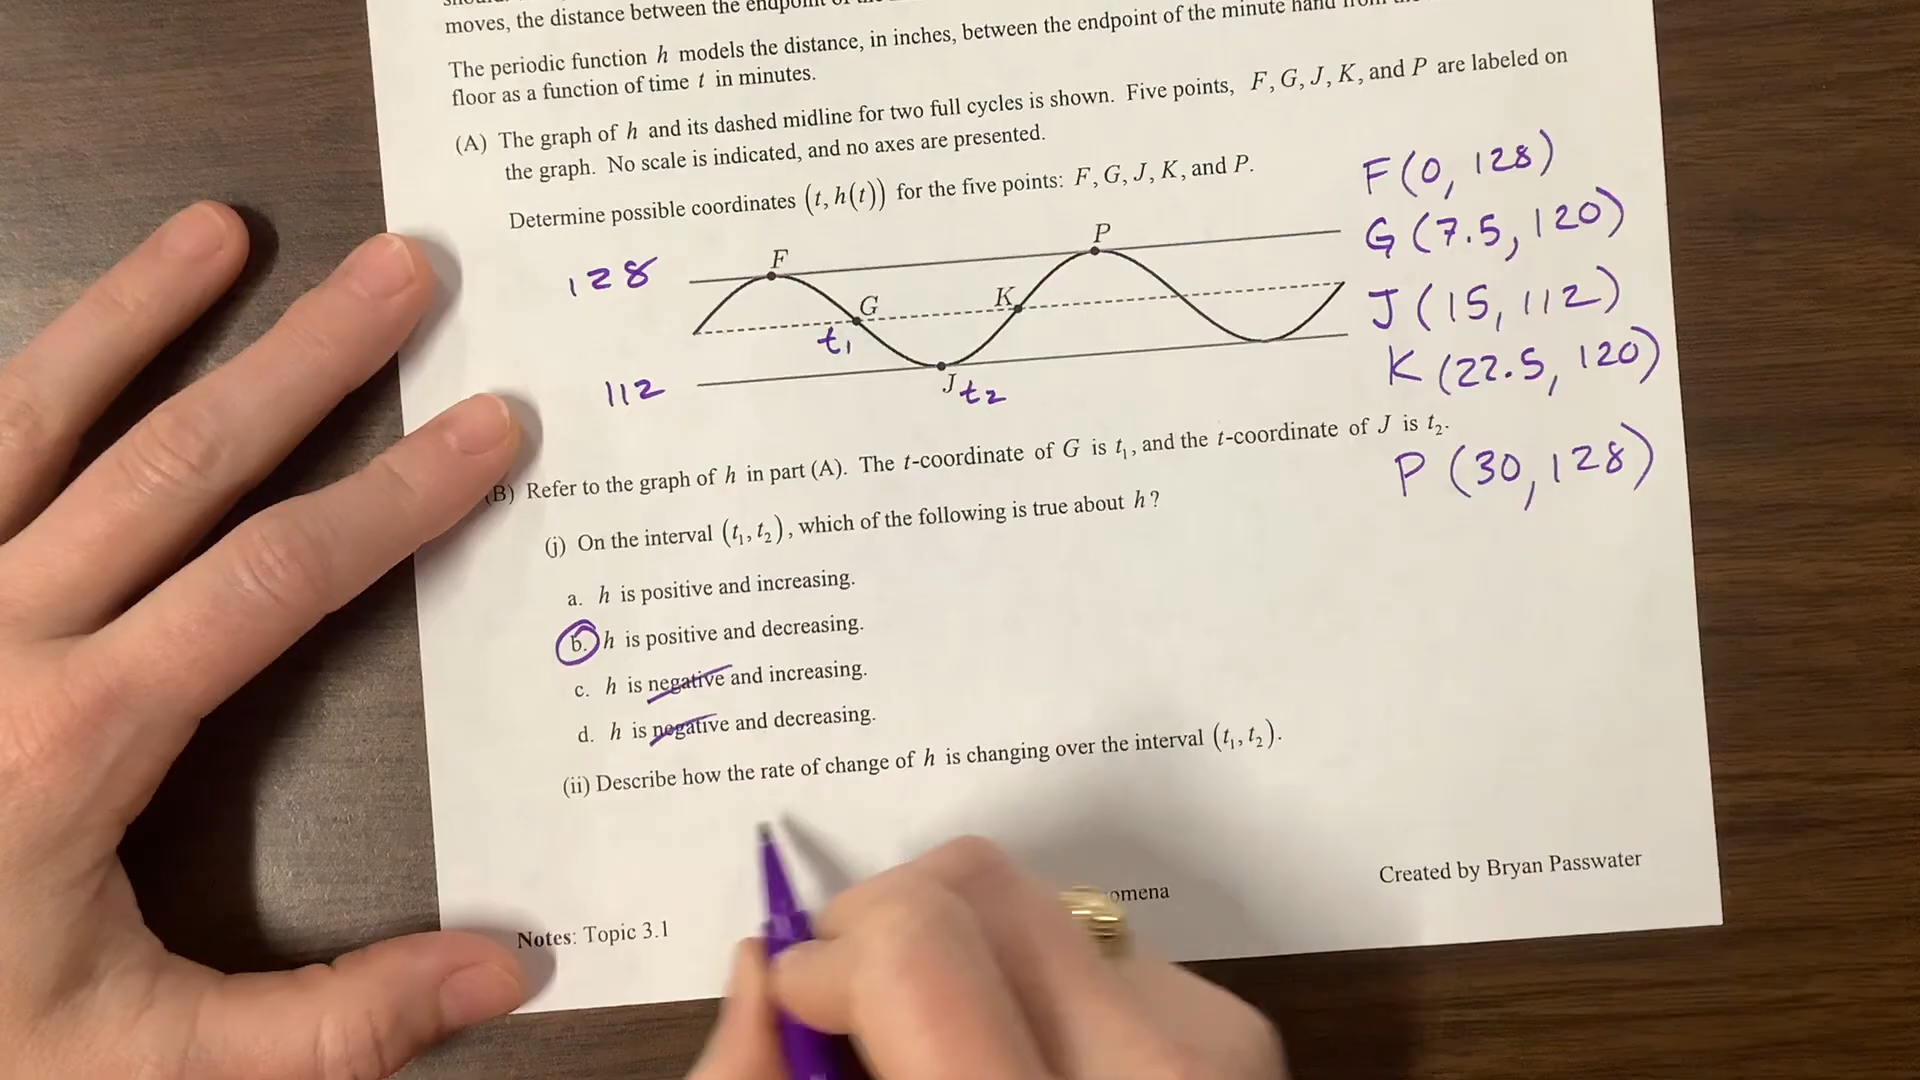 moves, the distance between the endpoint of the
The periodic function h models the distance, in inches, between the endpoint of the minute hand from the
floor as a function of time t in minutes.
(A) The graph of h and its dashed midline for two full cycles is shown. Five points, F, G, J, K, and P are labeled on
the graph. No scale is indicated, and no axes are presented.
Determine possible coordinates (t, h(t)) for the five points: F, G, J, K, and P.
F (0, 128)
G (7.5, 120)
J (15, 112)
K (22.5, 120)
P (30, 128)
128
F
P
G
K
t₁
112
J
t₂
(B) Refer to the graph of h in part (A). The t-coordinate of G is t₁, and the t-coordinate of J is t₂.
(i) On the interval (t₁, t₂), which of the following is true about h?
a. h is positive and increasing.
b. h is positive and decreasing.
c. h is negative and increasing.
d. h is negative and decreasing.
(ii) Describe how the rate of change of h is changing over the interval (t₁, t₂).
Created by Bryan Passwater
omena
Notes: Topic 3.1